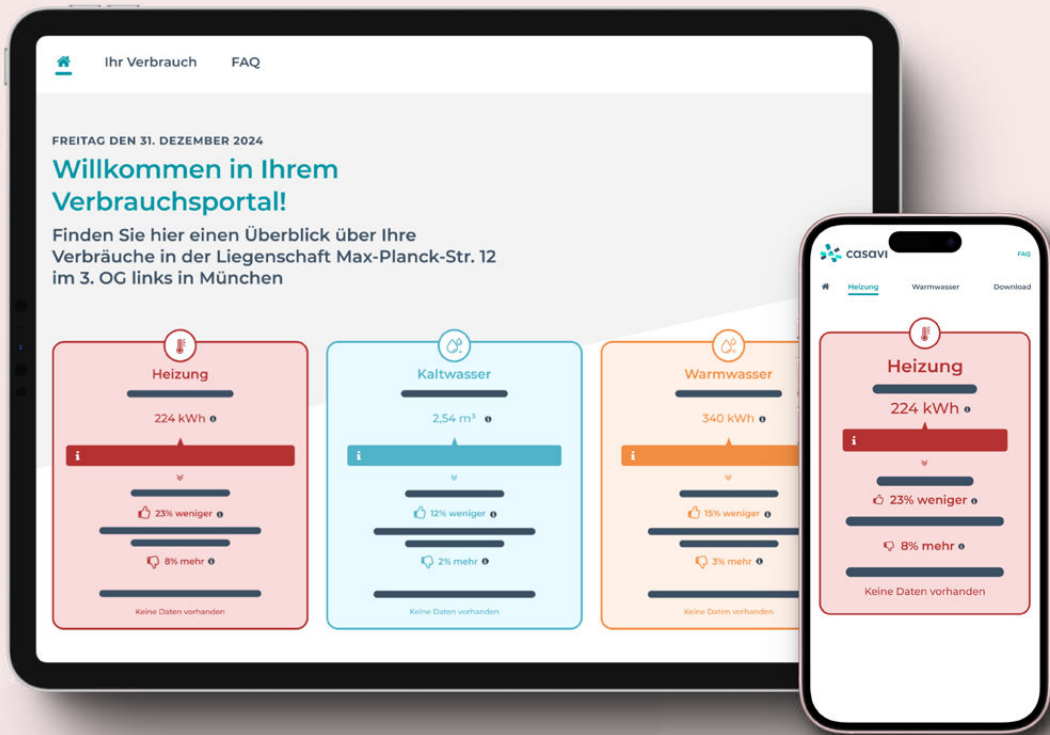 Ihr Verbrauch FAQ
FREITAG DEN 31. DEZEMBER 2024
Willkommen in Ihrem
Verbrauchsportal!
Finden Sie hier einen Überblick über Ihre
Verbräuche in der Liegenschaft Max-Planck-Str. 12
im 3. OG links in München
Heizung
224 kWh
i
23% weniger
8% mehr
Keine Daten vorhanden
Kaltwasser
2,54 m³
i
12% weniger
2% mehr
Keine Daten vorhanden
Warmwasser
340 kWh
i
15% weniger
3% mehr
Keine Daten vorhanden
casavi FAQ
Heizung Warmwasser Download
Heizung
224 kWh
i
23% weniger
8% mehr
Keine Daten vorhanden